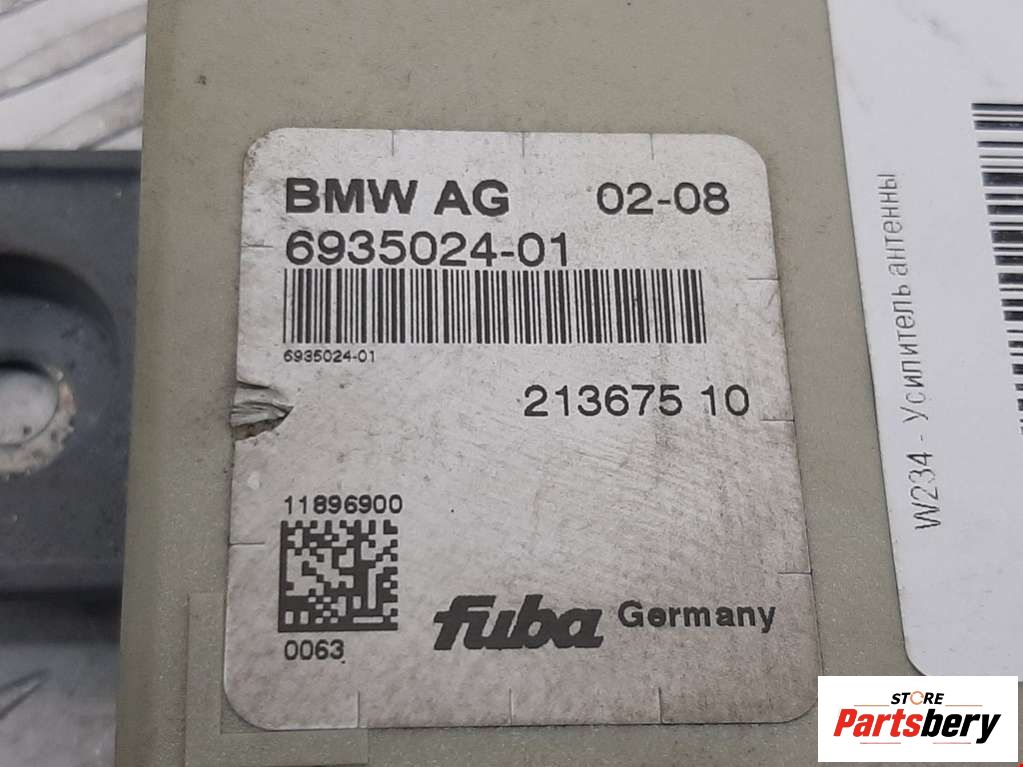 BMW AG 02-08
6935024-01
6935024-01
213675 10
11896900
0063
fuba Germany
W234 - Усилитель антенны
STORE
Partsbery